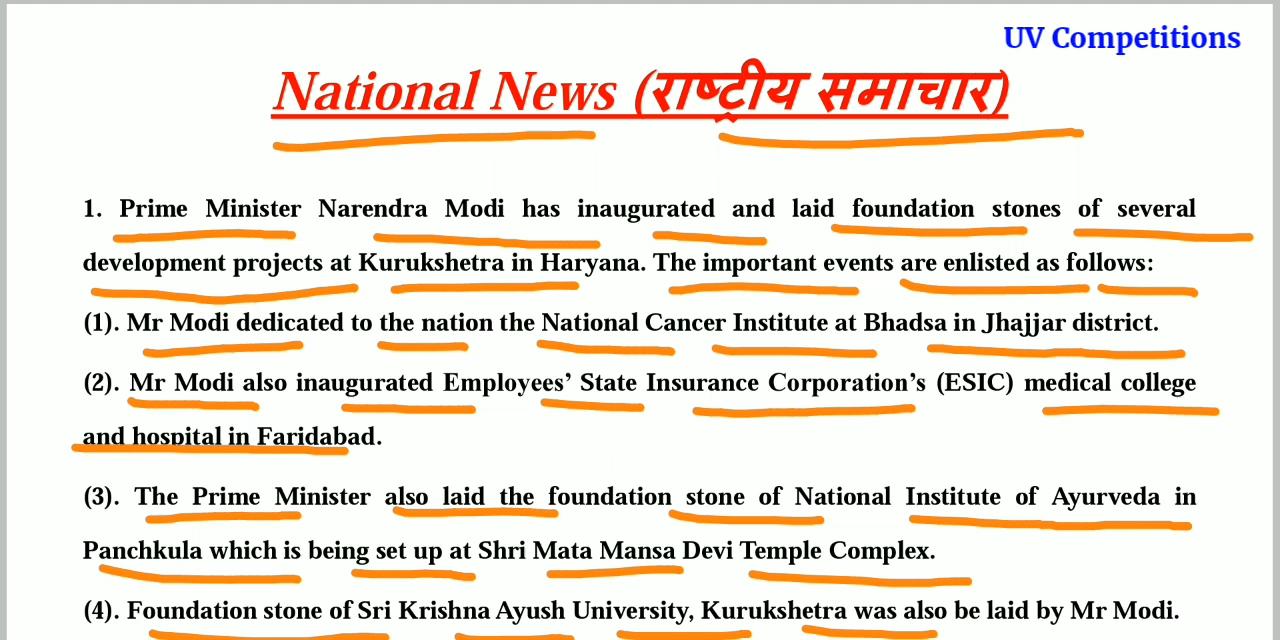 UV Competitions
National News (राष्ट्रीय समाचार)
1. Prime Minister Narendra Modi has inaugurated and laid foundation stones of several
development projects at Kurukshetra in Haryana. The important events are enlisted as follows:
(1). Mr Modi dedicated to the nation the National Cancer Institute at Bhadsa in Jhajjar district.
(2). Mr Modi also inaugurated Employees’ State Insurance Corporation’s (ESIC) medical college
and hospital in Faridabad.
(3). The Prime Minister also laid the foundation stone of National Institute of Ayurveda in
Panchkula which is being set up at Shri Mata Mansa Devi Temple Complex.
(4). Foundation stone of Sri Krishna Ayush University, Kurukshetra was also be laid by Mr Modi.